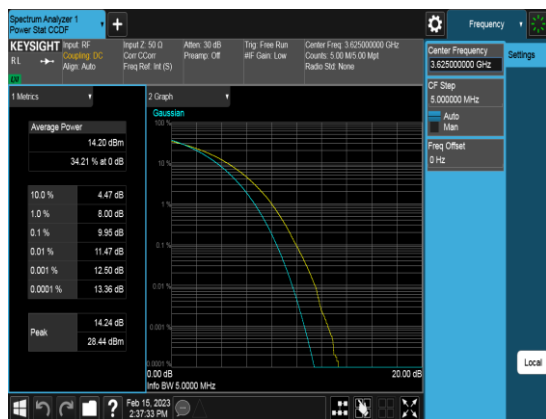 Spectrum Analyzer 1
Power Stat CCDF
+
Frequency
KEYSIGHT
RL
Input: RF
Coupling: DC
Align: Auto
Input Z: 50 Ω
Corr CCorr
Freq Ref: Int (S)
Atten: 30 dB
Preamp: Off
Trig: Free Run
#IF Gain: Low
Center Freq: 3.625000000 GHz
Counts: 5.00 M/5.00 Mpt
Radio Std: None
Center Frequency
3.625000000 GHz
Settings
CF Step
5.000000 MHz
Auto
Man
Freq Offset
0 Hz
1 Metrics
Average Power
14.20 dBm
34.21 % at 0 dB
10.0 % 4.47 dB
1.0 % 8.00 dB
0.1 % 9.95 dB
0.01 % 11.47 dB
0.001 % 12.50 dB
0.0001 % 13.36 dB
Peak
14.24 dB
28.44 dBm
2 Graph
Gaussian
100 %
10 %
1 %
0.1 %
0.01 %
0.001 %
0.0001 %
0.00 dB 20.00 dB
Info BW 5.0000 MHz
Local
?
Feb 15, 2023
2:37:33 PM